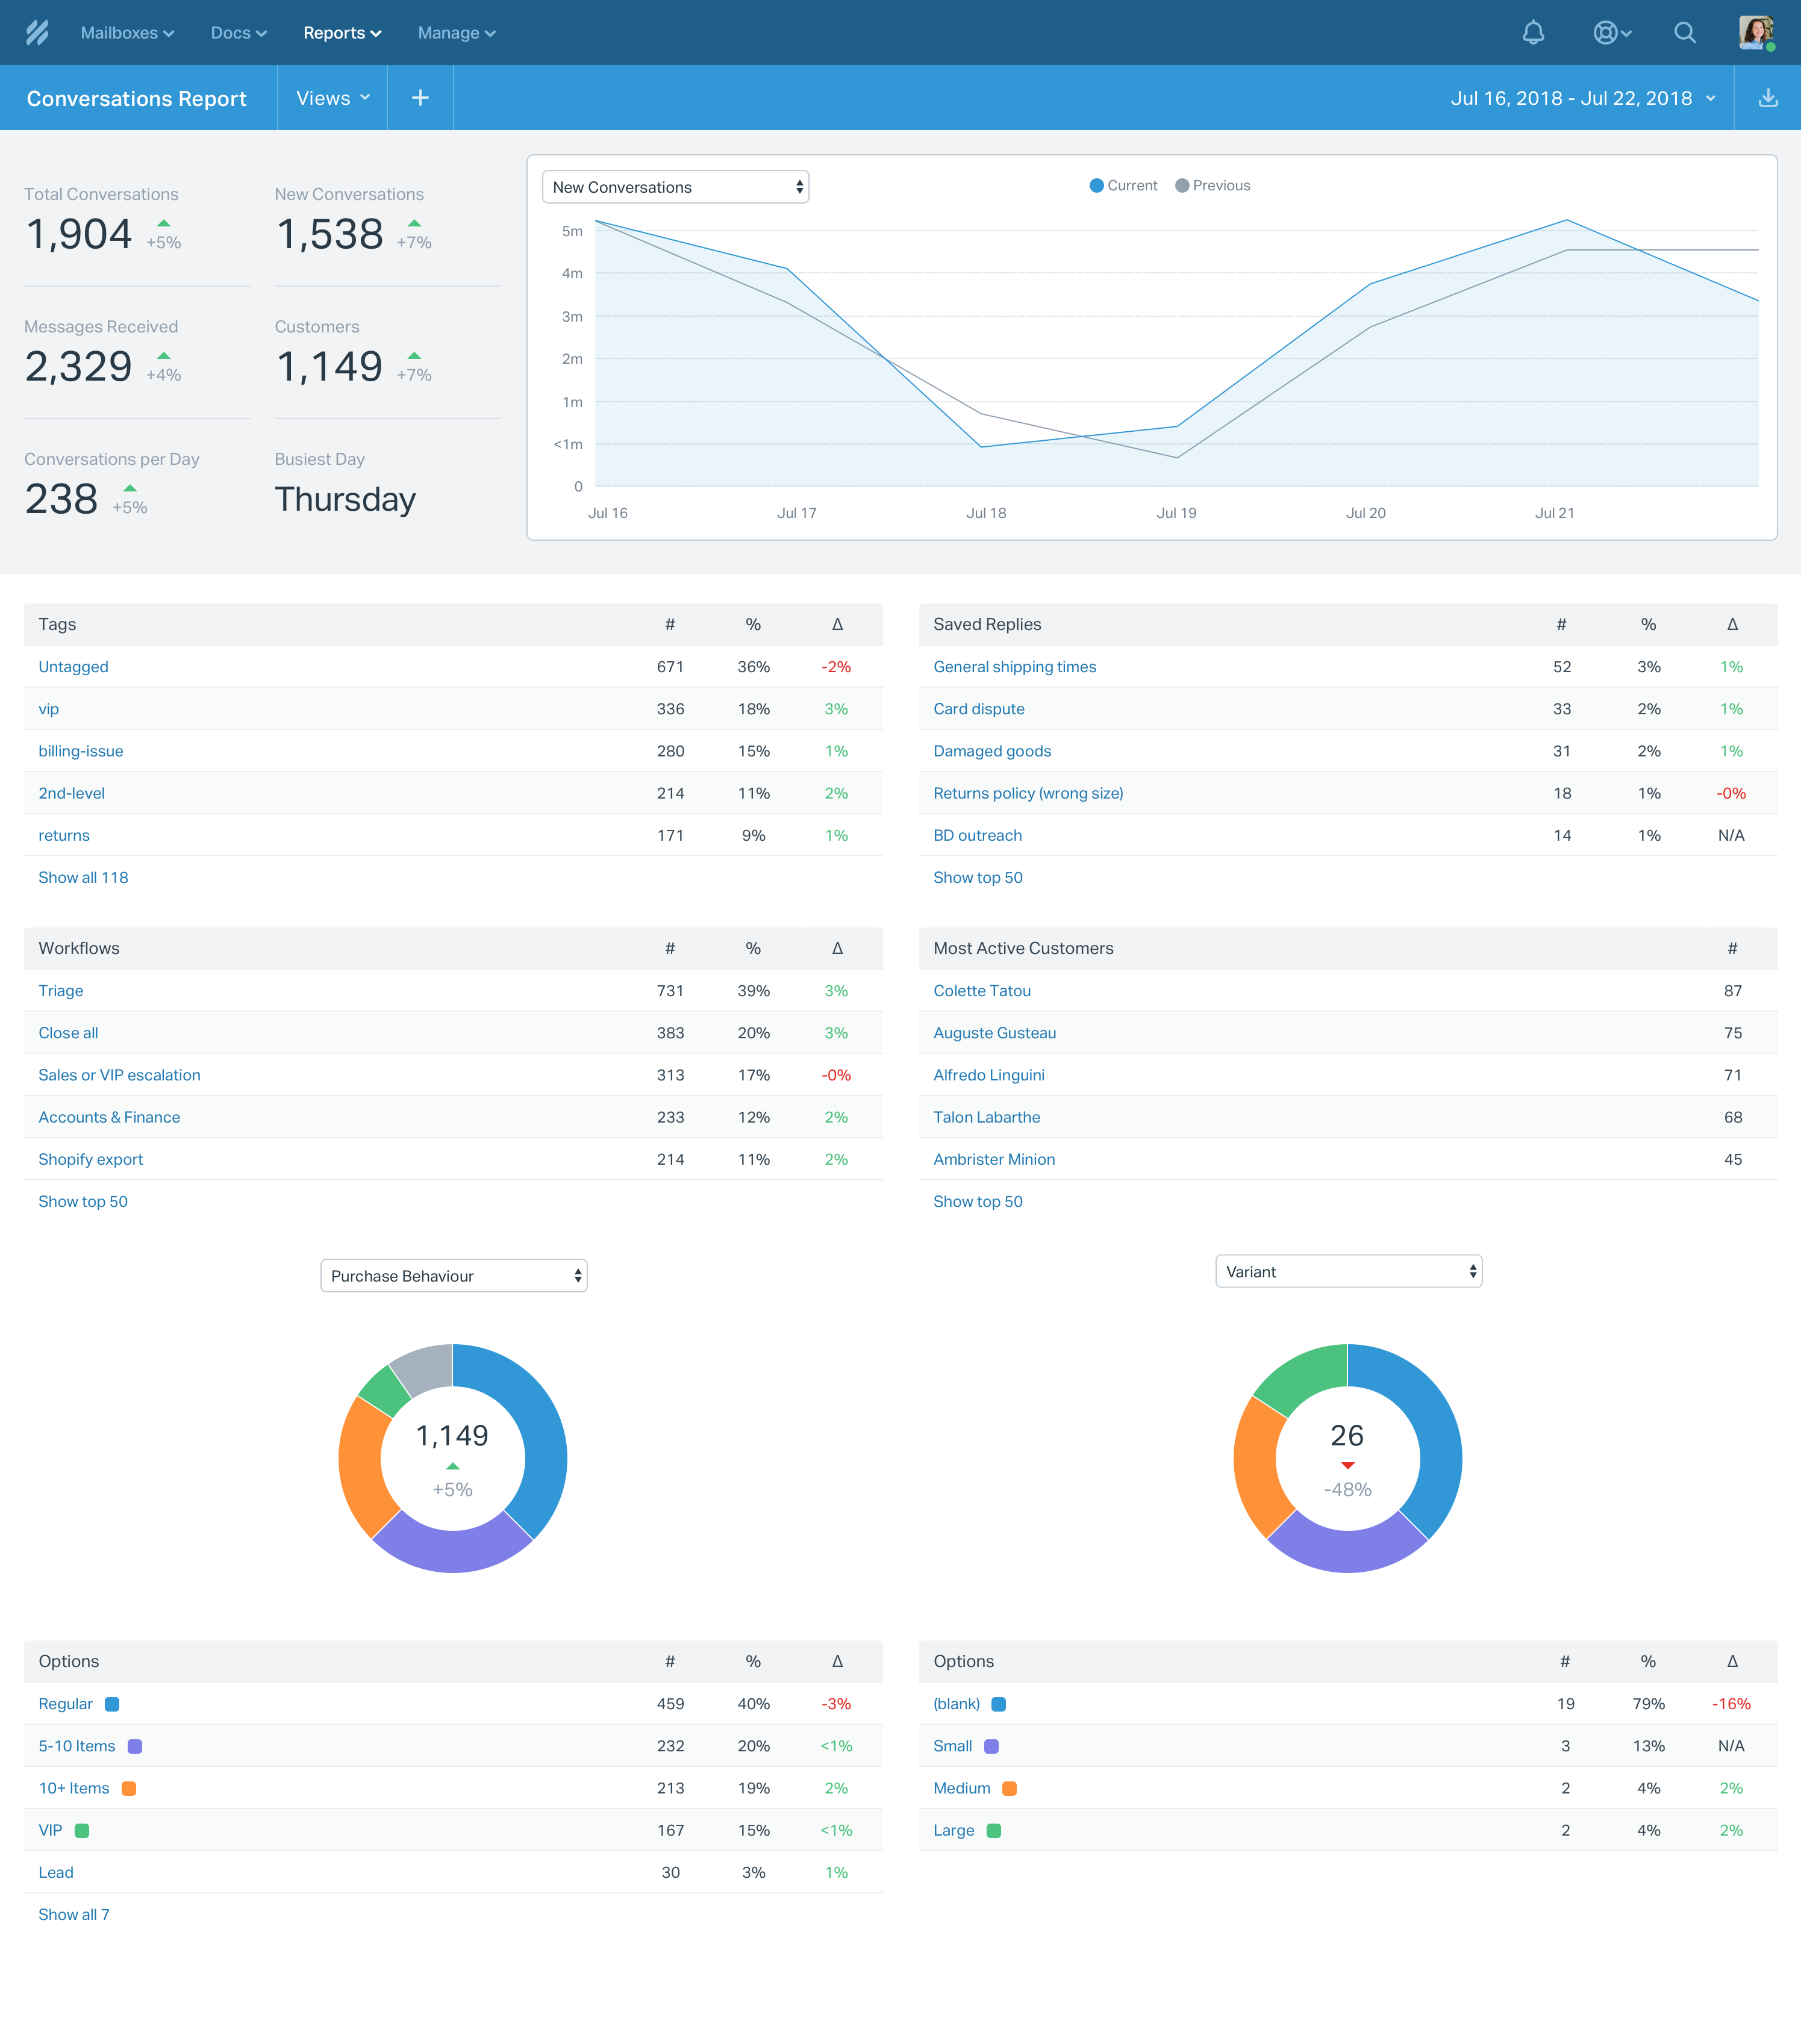 Mailboxes Docs Reports Manage
Conversations Report Views + Jul 16, 2018 - Jul 22, 2018
Total Conversations New Conversations
1,904 +5% 1,538 +7%
Messages Received Customers
2,329 +4% 1,149 +7%
Conversations per Day Busiest Day
238 +5% Thursday
New Conversations Current Previous
5m
4m
3m
2m
1m
<1m
0
Jul 16 Jul 17 Jul 18 Jul 19 Jul 20 Jul 21
Tags # % Δ
Untagged 671 36% -2%
vip 336 18% 3%
billing-issue 280 15% 1%
2nd-level 214 11% 2%
returns 171 9% 1%
Show all 118
Saved Replies # % Δ
General shipping times 52 3% 1%
Card dispute 33 2% 1%
Damaged goods 31 2% 1%
Returns policy (wrong size) 18 1% -0%
BD outreach 14 1% N/A
Show top 50
Workflows # % Δ
Triage 731 39% 3%
Close all 383 20% 3%
Sales or VIP escalation 313 17% -0%
Accounts & Finance 233 12% 2%
Shopify export 214 11% 2%
Show top 50
Most Active Customers #
Colette Tatou 87
Auguste Gusteau 75
Alfredo Linguini 71
Talon Labarthe 68
Ambrister Minion 45
Show top 50
Purchase Behaviour
1,149
+5%
Variant
26
-48%
Options # % Δ
Regular 459 40% -3%
5-10 Items 232 20% <1%
10+ Items 213 19% 2%
VIP 167 15% <1%
Lead 30 3% 1%
Show all 7
Options # % Δ
(blank) 19 79% -16%
Small 3 13% N/A
Medium 2 4% 2%
Large 2 4% 2%